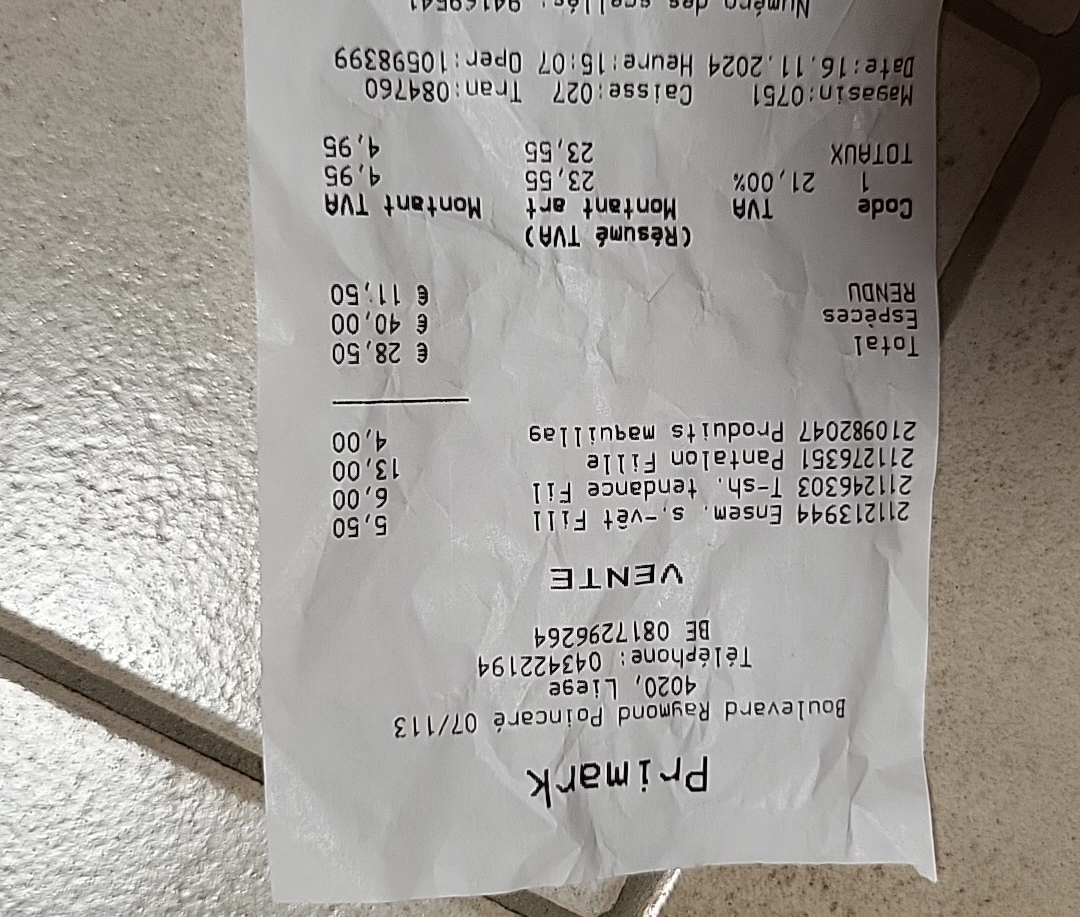 Primark
Boulevard Raymond Poincaré 07/113
4020, Liege
Téléphone: 043422194
BE 0817296264
VENTE
211213944 Ensem. s.-vêt Fill 5,50
211246303 T-sh. tendance Fil 6,00
211276351 Pantalon Fille 13,00
210982047 Produits maquillag 4,00
Total € 28,50
Espèces € 40,00
RENDU € 11,50
(Résumé TVA)
Code TVA Montant art Montant TVA
1 21,00% 23,55 4,95
TOTAUX 23,55 4,95
Magasin:0751 Caisse:027 Tran:084760
Date:16.11.2024 Heure:15:07 Oper:10598399
Numéro des scellés: 94169541